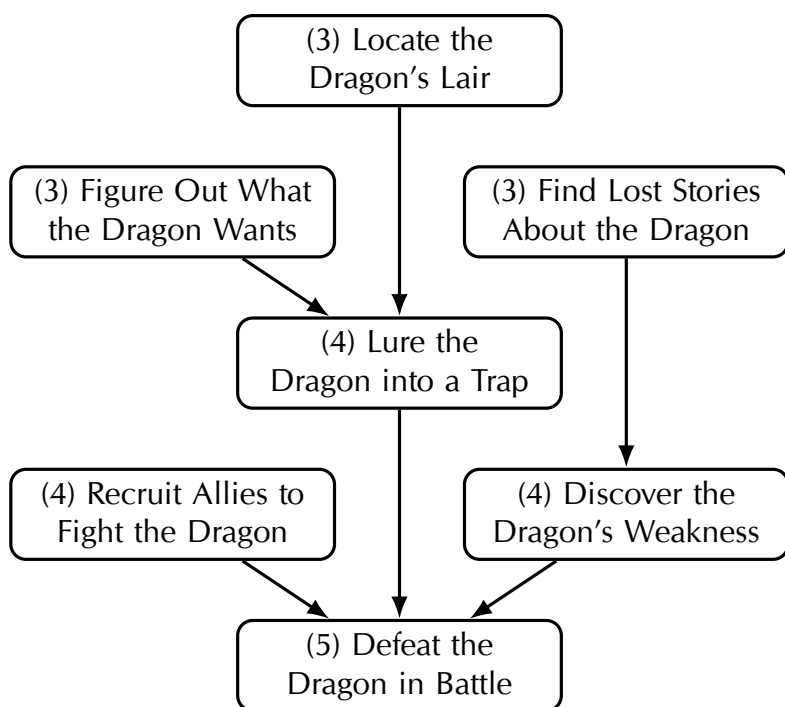 (3) Locate the
Dragon's Lair
(3) Figure Out What
the Dragon Wants
(3) Find Lost Stories
About the Dragon
(4) Lure the
Dragon into a Trap
(4) Recruit Allies to
Fight the Dragon
(4) Discover the
Dragon's Weakness
(5) Defeat the
Dragon in Battle